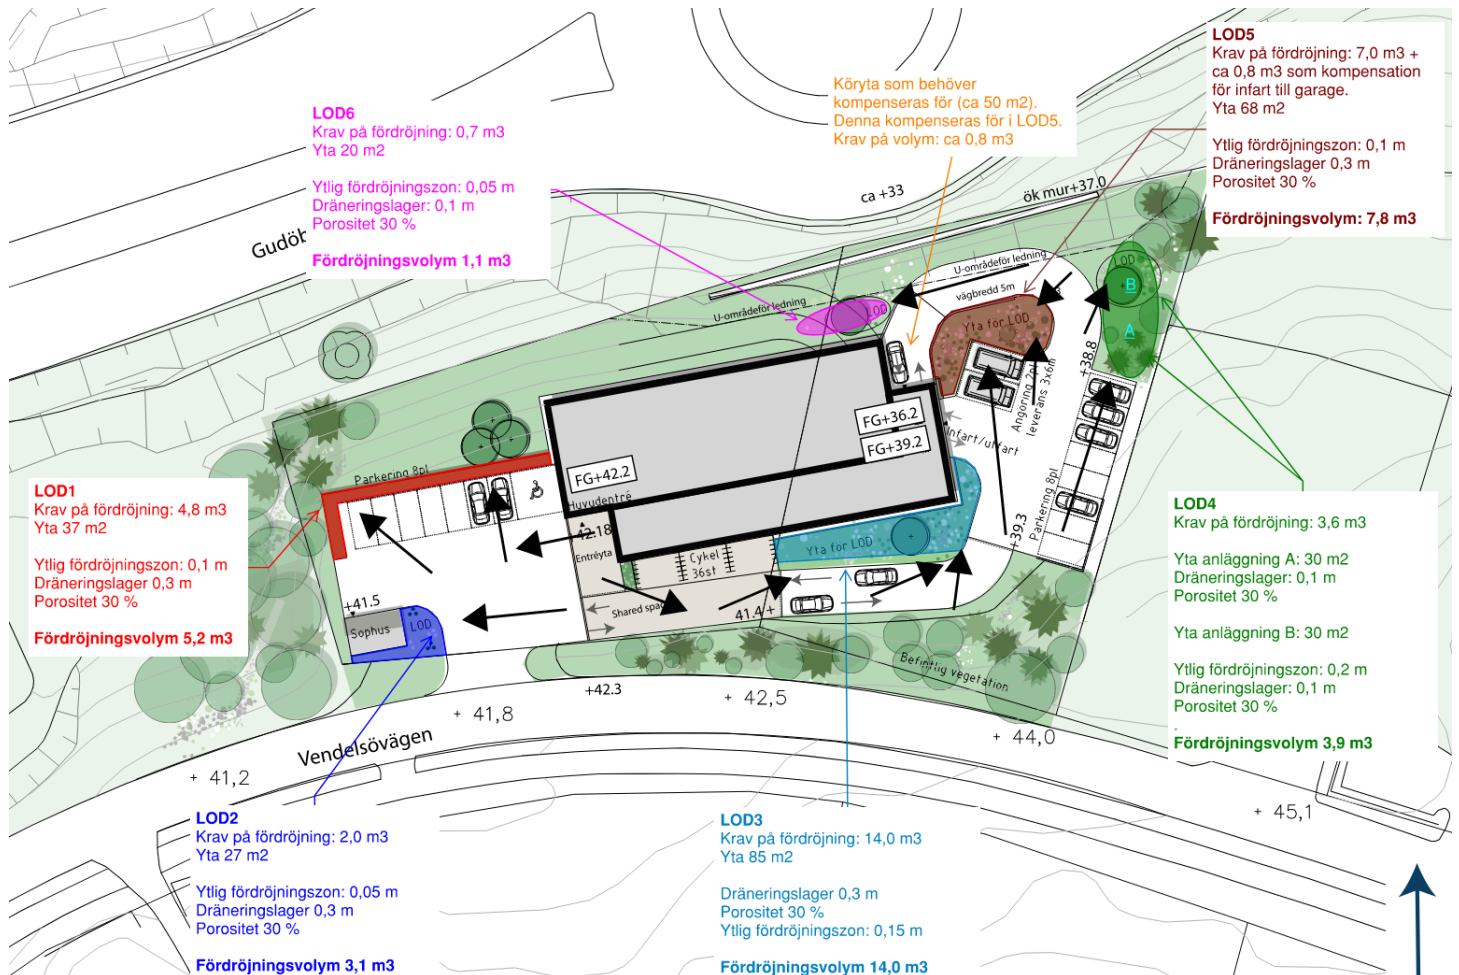 LOD5
Krav på fördröjning: 7,0 m3 +
ca 0,8 m3 som kompensation
för infart till garage.
Yta 68 m2
Ytlig fördröjningszon: 0,1 m
Dräneringslager 0,3 m
Porositet 30 %
Fördröjningsvolym: 7,8 m3
Köryta som behöver
kompenseras för (ca 50 m2).
Denna kompenseras för i LOD5.
Krav på volym: ca 0,8 m3
LOD6
Krav på fördröjning: 0,7 m3
Yta 20 m2
Ytlig fördröjningszon: 0,05 m
Dräneringslager: 0,1 m
Porositet 30 %
Fördröjningsvolym 1,1 m3
ca +33
ök mur+37.0
U-områdeför ledning
vägbredd 5m
U-områdeför ledning
LOD
LOD
B
A
Yta för LOD
+38.8
Angöring 2pl
leverans 3x6m
FG+36.2
FG+39.2
Infart/utfart
Parkering 8pl
FG+42.2
Huvudentré
42.18
Entréyta
Cykel
36st
Yta för LOD
+39.3
Parkering 8pl
Shared spac
41.4 +
+41.5
Sophus
LOD
Befintlig vegetation
+42.3
+ 42,5
+ 41,8
+ 44,0
Vendelsövägen
+ 41,2
+ 45,1
LOD1
Krav på fördröjning: 4,8 m3
Yta 37 m2
Ytlig fördröjningszon: 0,1 m
Dräneringslager 0,3 m
Porositet 30 %
Fördröjningsvolym 5,2 m3
LOD4
Krav på fördröjning: 3,6 m3
Yta anläggning A: 30 m2
Dräneringslager: 0,1 m
Porositet 30 %
Yta anläggning B: 30 m2
Ytlig fördröjningszon: 0,2 m
Dräneringslager: 0,1 m
Porositet 30 %
Fördröjningsvolym 3,9 m3
LOD2
Krav på fördröjning: 2,0 m3
Yta 27 m2
Ytlig fördröjningszon: 0,05 m
Dräneringslager: 0,3 m
Porositet 30 %
Fördröjningsvolym 3,1 m3
LOD3
Krav på fördröjning: 14,0 m3
Yta 85 m2
Dräneringslager 0,3 m
Porositet 30 %
Ytlig fördröjningszon: 0,15 m
Fördröjningsvolym 14,0 m3